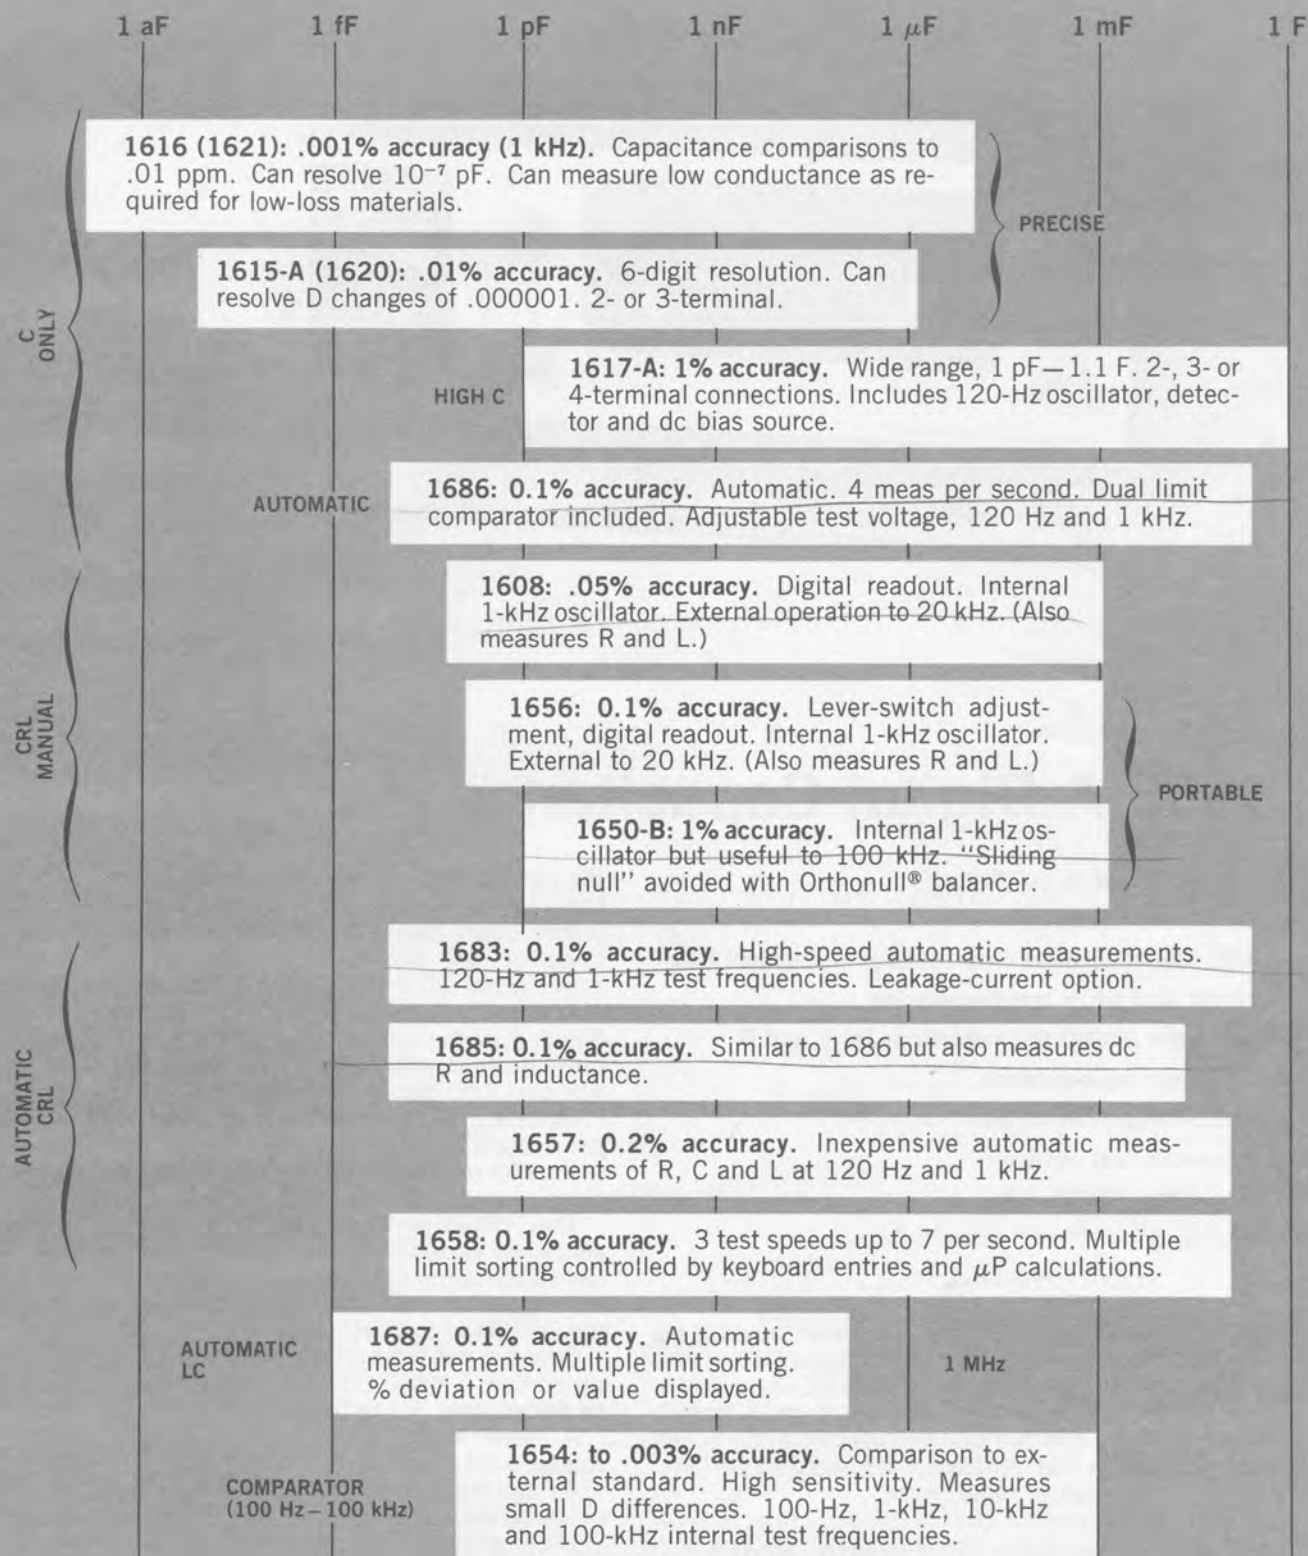 1 aF 1 fF 1 pF 1 nF 1 μF 1 mF 1 F
C
ONLY
1616 (1621): .001% accuracy (1 kHz). Capacitance comparisons to
.01 ppm. Can resolve 10⁻⁷ pF. Can measure low conductance as re-
quired for low-loss materials.
PRECISE
1615-A (1620): .01% accuracy. 6-digit resolution. Can
resolve D changes of .000001. 2- or 3-terminal.
HIGH C
1617-A: 1% accuracy. Wide range, 1 pF—1.1 F. 2-, 3- or
4-terminal connections. Includes 120-Hz oscillator, detec-
tor and dc bias source.
AUTOMATIC
1686: 0.1% accuracy. Automatic. 4 meas per second. Dual limit
comparator included. Adjustable test voltage, 120 Hz and 1 kHz.
CRL
MANUAL
1608: .05% accuracy. Digital readout. Internal
1-kHz oscillator. External operation to 20 kHz. (Also
measures R and L.)
1656: 0.1% accuracy. Lever-switch adjust-
ment, digital readout. Internal 1-kHz oscillator.
External to 20 kHz. (Also measures R and L.)
PORTABLE
1650-B: 1% accuracy. Internal 1-kHz os-
cillator but useful to 100 kHz. “Sliding
null” avoided with Orthonull® balancer.
AUTOMATIC
CRL
1683: 0.1% accuracy. High-speed automatic measurements.
120-Hz and 1-kHz test frequencies. Leakage-current option.
1685: 0.1% accuracy. Similar to 1686 but also measures dc
R and inductance.
1657: 0.2% accuracy. Inexpensive automatic meas-
urements of R, C and L at 120 Hz and 1 kHz.
1658: 0.1% accuracy. 3 test speeds up to 7 per second. Multiple
limit sorting controlled by keyboard entries and μP calculations.
AUTOMATIC
LC
1687: 0.1% accuracy. Automatic
measurements. Multiple limit sorting.
% deviation or value displayed.
1 MHz
COMPARATOR
(100 Hz – 100 kHz)
1654: to .003% accuracy. Comparison to ex-
ternal standard. High sensitivity. Measures
small D differences. 100-Hz, 1-kHz, 10-kHz
and 100-kHz internal test frequencies.